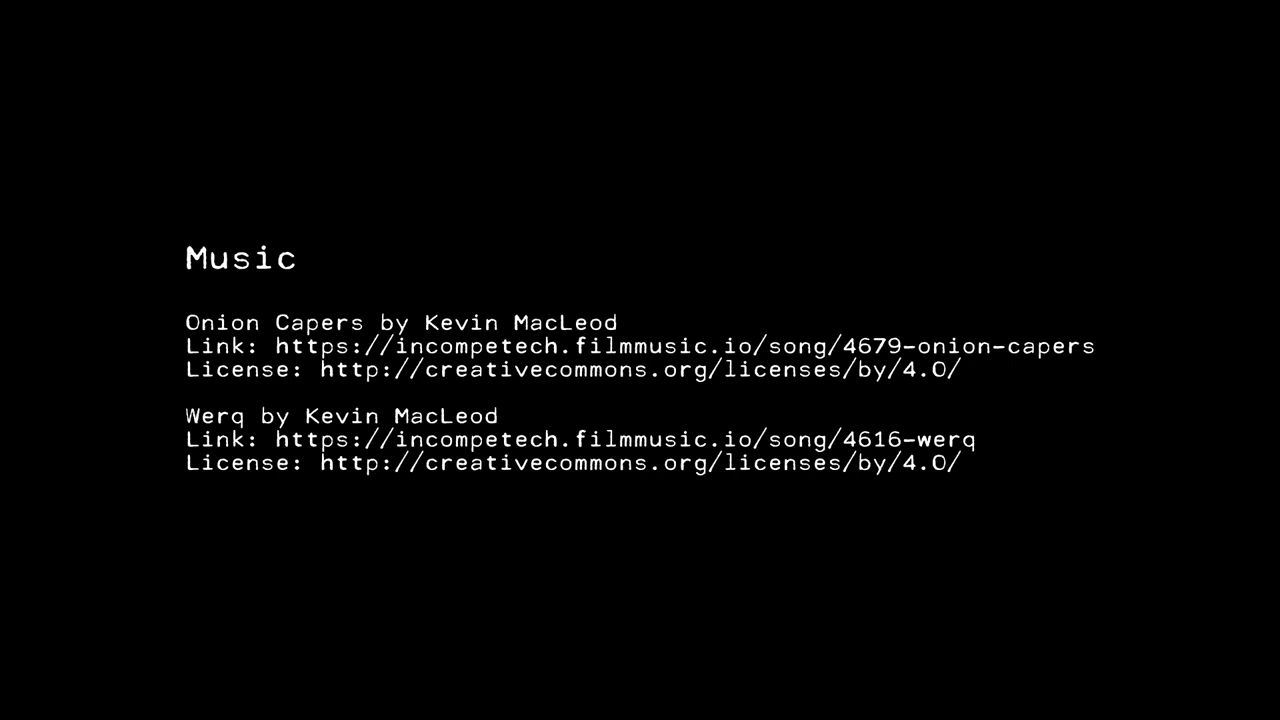 Music
Onion Capers by Kevin MacLeod
Link: https://incompetech.filmmusic.io/song/4679-onion-capers
License: http://creativecommons.org/licenses/by/4.0/
Werq by Kevin MacLeod
Link: https://incompetech.filmmusic.io/song/4616-werq
License: http://creativecommons.org/licenses/by/4.0/